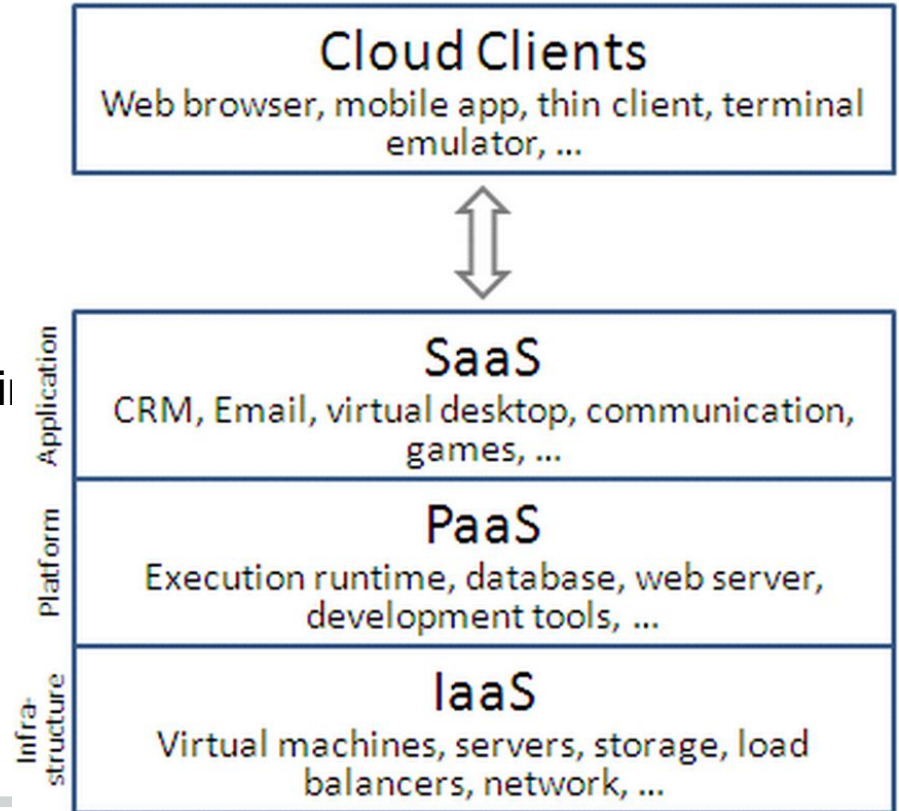 Cloud Clients
Web browser, mobile app, thin client, terminal
emulator, ...
Application
SaaS
CRM, Email, virtual desktop, communication,
games, ...
Platform
PaaS
Execution runtime, database, web server,
development tools, ...
Infra-
structure
IaaS
Virtual machines, servers, storage, load
balancers, network, ...